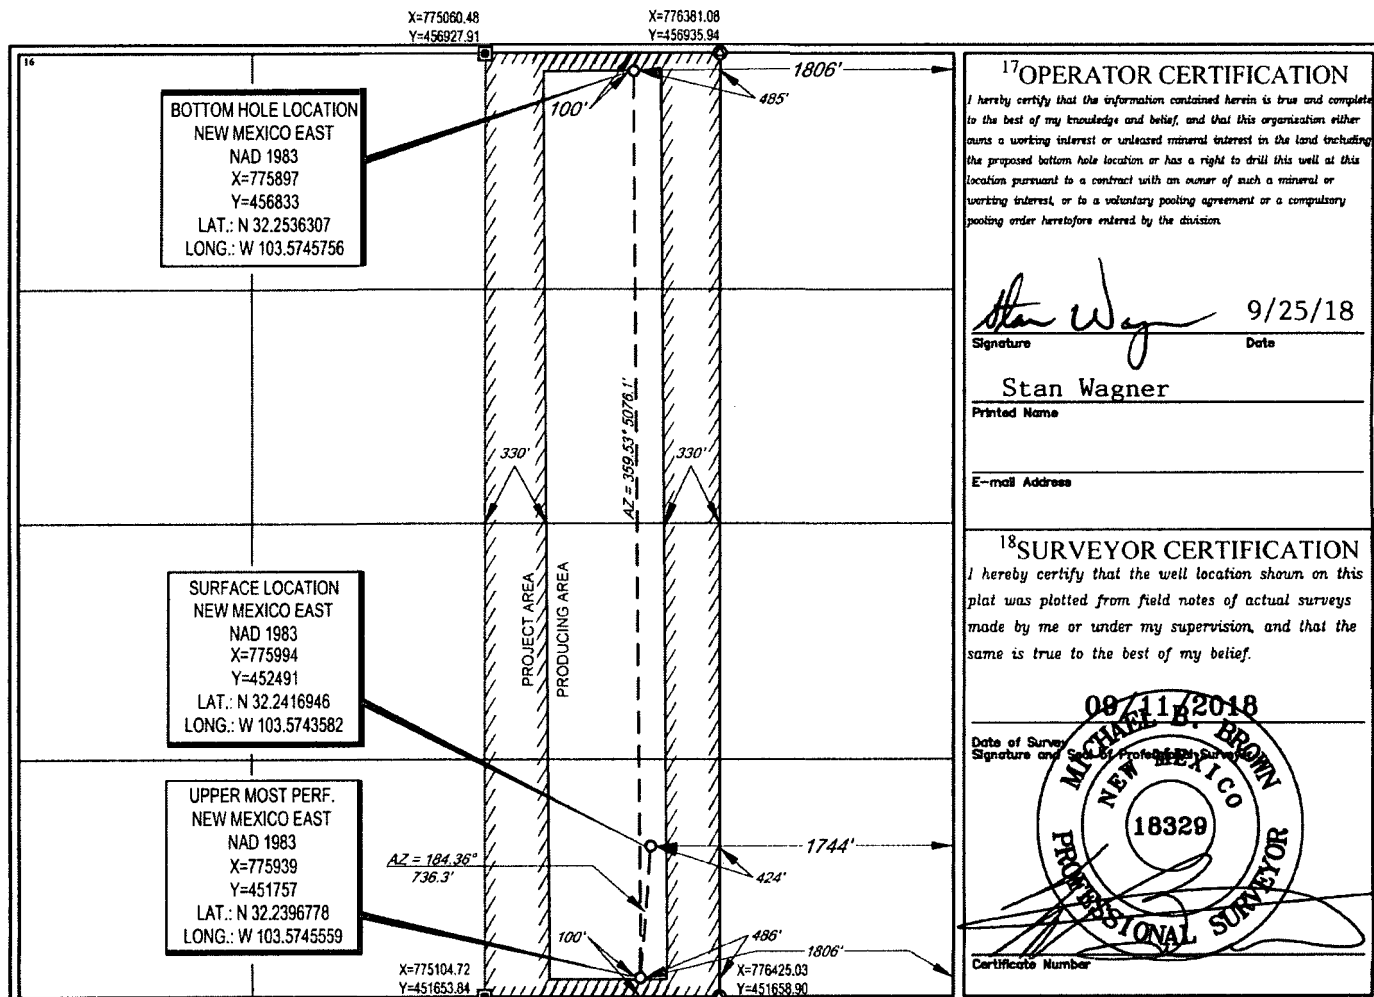 X=775060.48
Y=456927.91
X=776381.08
Y=456935.94
16
BOTTOM HOLE LOCATION
NEW MEXICO EAST
NAD 1983
X=775897
Y=456833
LAT.: N 32.2536307
LONG.: W 103.5745756
100'
1806'
485'
330'
330'
AZ = 359.53° 5076.1'
PROJECT AREA
PRODUCING AREA
SURFACE LOCATION
NEW MEXICO EAST
NAD 1983
X=775994
Y=452491
LAT.: N 32.2416946
LONG.: W 103.5743582
UPPER MOST PERF.
NEW MEXICO EAST
NAD 1983
X=775939
Y=451757
LAT.: N 32.2396778
LONG.: W 103.5745559
AZ = 184.36°
736.3'
1744'
424'
100'
486'
1806'
X=775104.72
Y=451653.84
X=776425.03
Y=451658.90
17OPERATOR CERTIFICATION
I hereby certify that the information contained herein is true and complete
to the best of my knowledge and belief, and that this organization either
owns a working interest or unleased mineral interest in the land including
the proposed bottom hole location or has a right to drill this well at this
location pursuant to a contract with an owner of such a mineral or
working interest, or to a voluntary pooling agreement or a compulsory
pooling order heretofore entered by the division.
Stan Wagner
9/25/18
Signature
Date
Stan Wagner
Printed Name
E-mail Address
18SURVEYOR CERTIFICATION
I hereby certify that the well location shown on this
plat was plotted from field notes of actual surveys
made by me or under my supervision, and that the
same is true to the best of my belief.
09/11/2018
Date of Survey
Signature and Seal of Professional Surveyor
MICHAEL B. BROWN
NEW MEXICO
18329
PROFESSIONAL SURVEYOR
Certificate Number